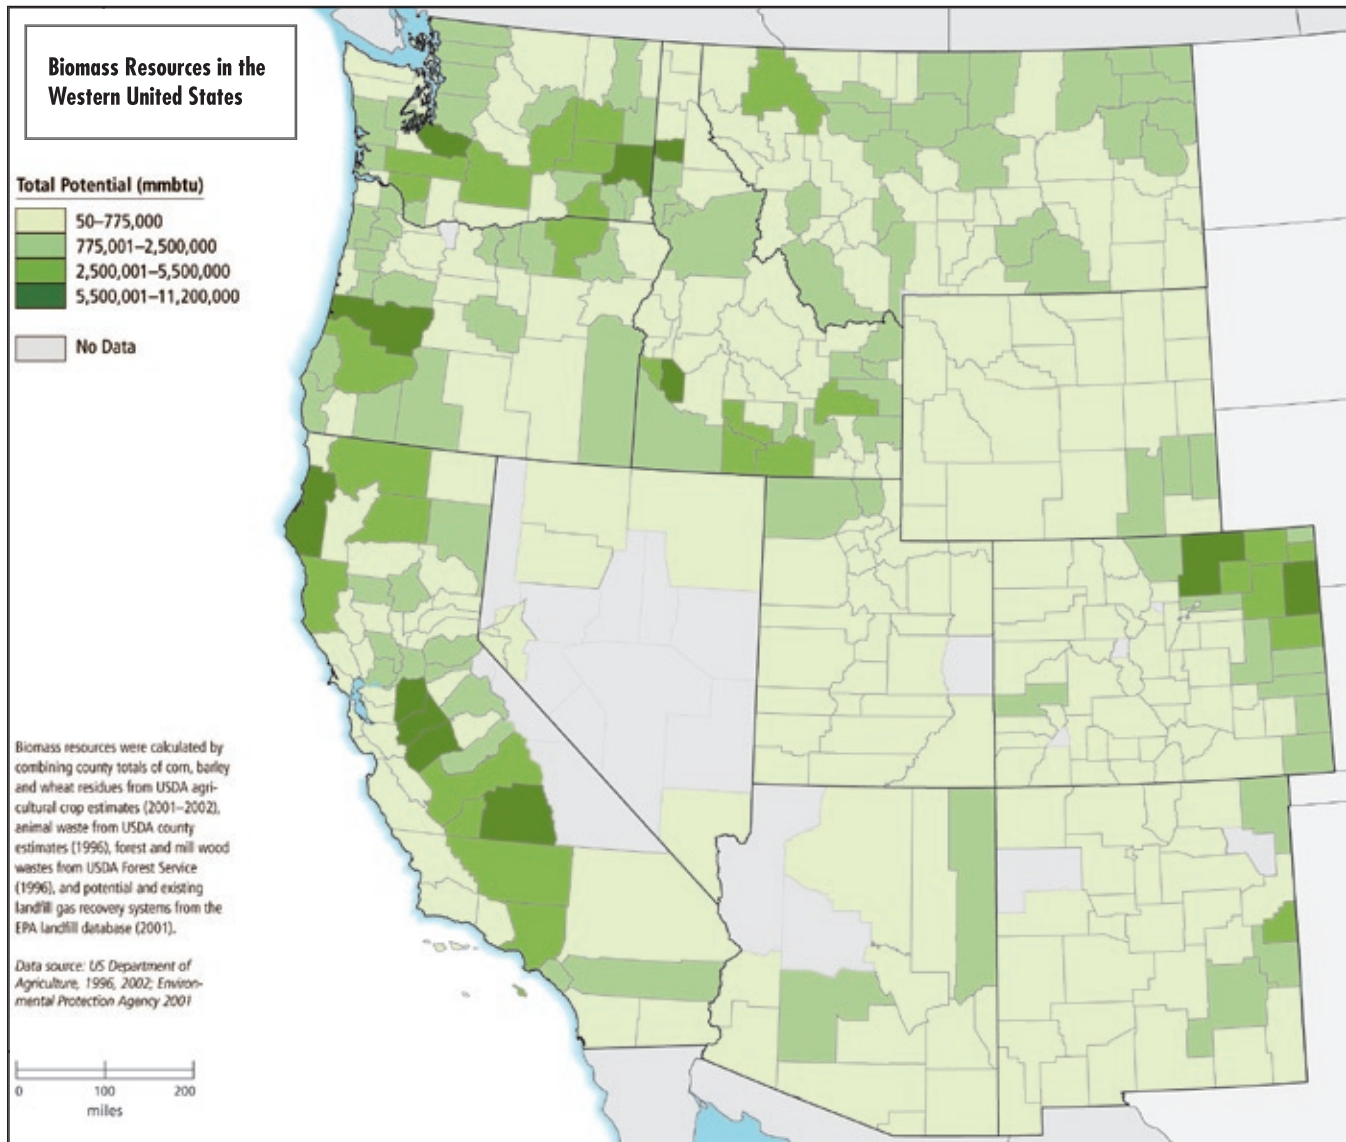 Biomass Resources in the
Western United States
Total Potential (mmbtu)
50–775,000
775,001–2,500,000
2,500,001–5,500,000
5,500,001–11,200,000
No Data
Biomass resources were calculated by
combining county totals of corn, barley
and wheat residues from USDA agri-
cultural crop estimates (2001–2002),
animal waste from USDA county
estimates (1996), forest and mill wood
wastes from USDA Forest Service
(1996), and potential and existing
landfill gas recovery systems from the
EPA landfill database (2001).
Data source: US Department of
Agriculture, 1996, 2002; Environ-
mental Protection Agency 2001
0 100 200
miles